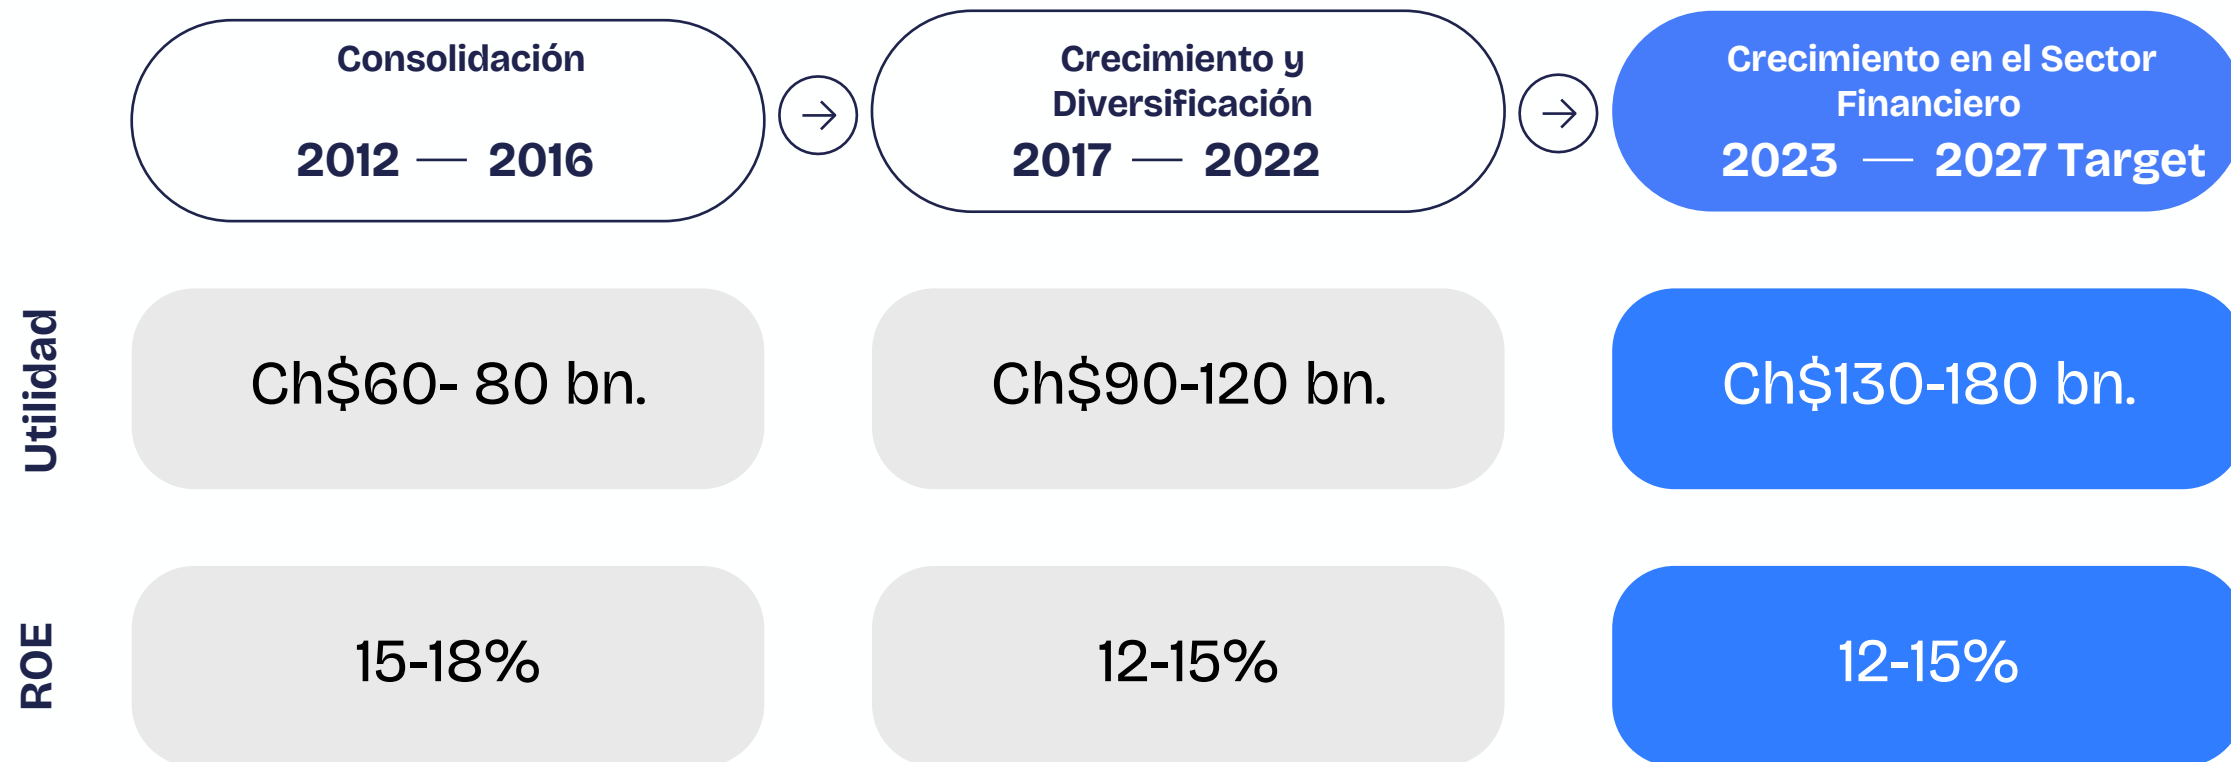 Consolidación
2012 — 2016
Crecimiento y
Diversificación
2017 — 2022
Crecimiento en el Sector
Financiero
2023 — 2027 Target
Utilidad
Ch$60- 80 bn.
Ch$90-120 bn.
Ch$130-180 bn.
ROE
15-18%
12-15%
12-15%